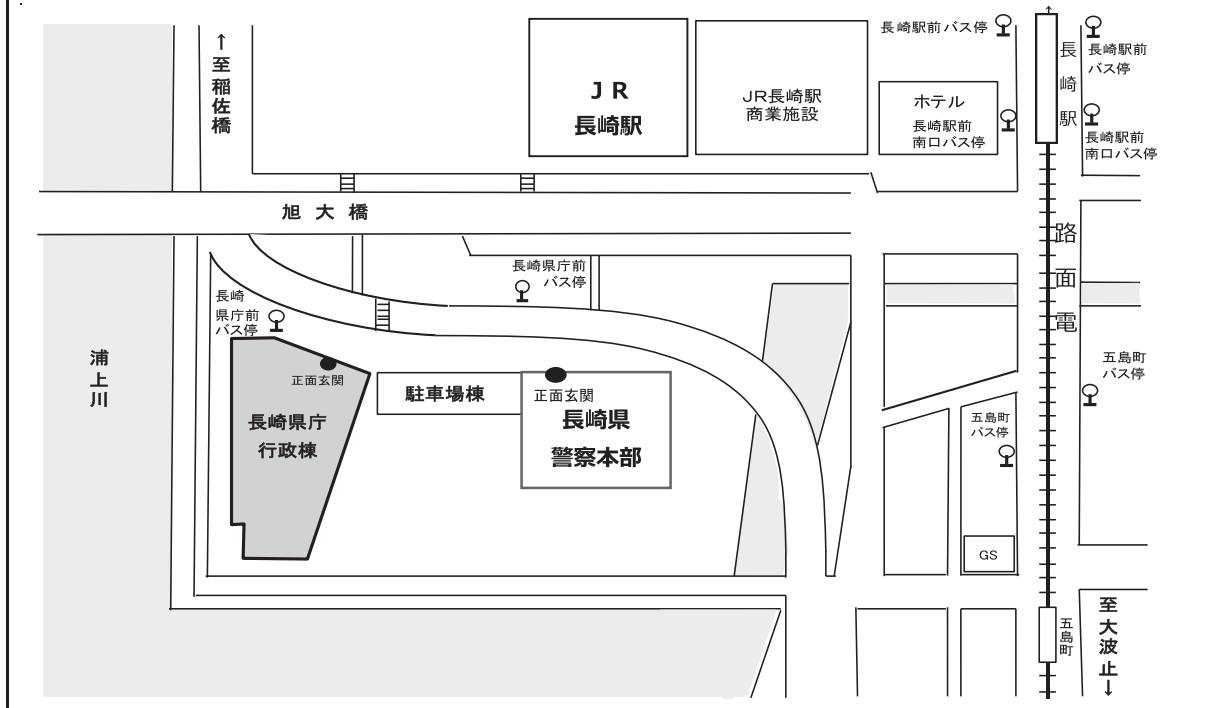 ↑至稲佐橋
JR
長崎駅
JR長崎駅
商業施設
長崎駅前バス停
ホテル
長崎駅前
南口バス停
長崎駅
長崎駅前
バス停
長崎駅前
南口バス停
旭大橋
路面電
長崎県庁前
バス停
長崎
県庁前
バス停
浦上川
正面玄関
長崎県庁
行政棟
駐車場棟
正面玄関
長崎県
警察本部
五島町
バス停
五島町
バス停
GS
五島町
至大波止↓